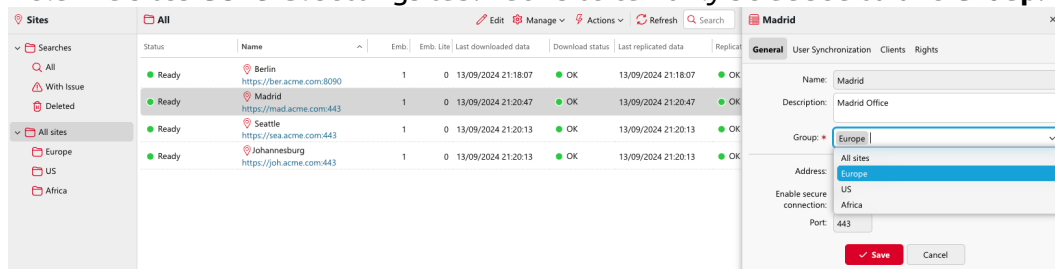 Sites
Searches
All
With Issue
Deleted
All sites
Europe
US
Africa
All
Edit Manage Actions Refresh Search
Status Name Emb. Emb. Lite Last downloaded data Download status Last replicated data Replicat
Ready Berlin 1 0 13/09/2024 21:18:07 OK 13/09/2024 21:18:07 OK
https://ber.acme.com:8090
Ready Madrid 1 0 13/09/2024 21:20:47 OK 13/09/2024 21:20:47 OK
https://mad.acme.com:443
Ready Seattle 1 0 13/09/2024 21:20:13 OK 13/09/2024 21:20:13 OK
https://sea.acme.com:443
Ready Johannesburg 1 0 13/09/2024 21:20:13 OK 13/09/2024 21:20:13 OK
https://joh.acme.com:443
Madrid
General User Synchronization Clients Rights
Name: Madrid
Description: Madrid Office
Group: * Europe
All sites
Europe
US
Africa
Address:
Enable secure
connection:
Port: 443
Save Cancel